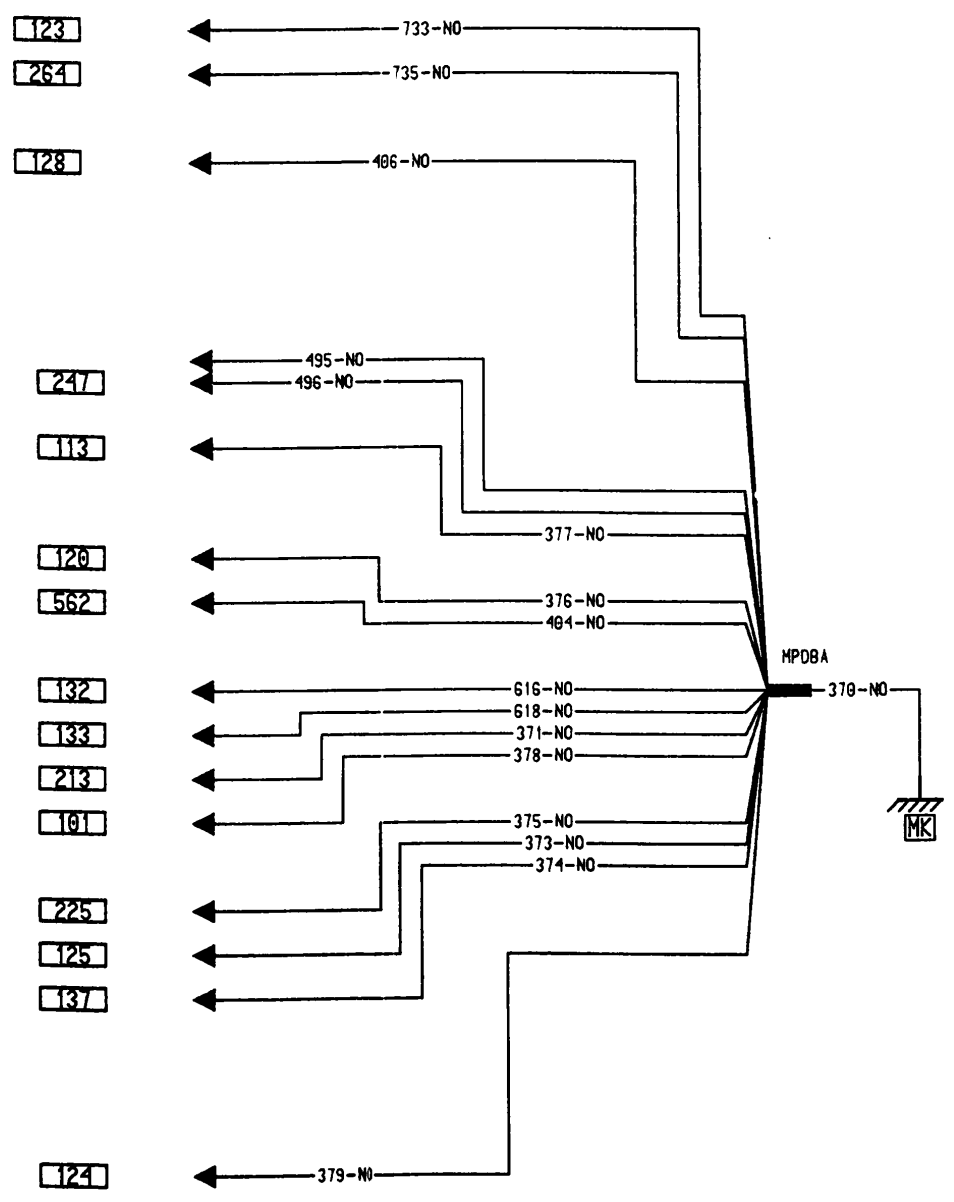 123 733-NO
264 735-NO
128 406-NO
495-NO
247 496-NO
113
377-NO
120
562 376-NO
404-NO
MPDBA
132 616-NO 370-NO
618-NO
133 371-NO
378-NO
213
101 375-NO
MK
373-NO
374-NO
225
125
137
124 379-NO